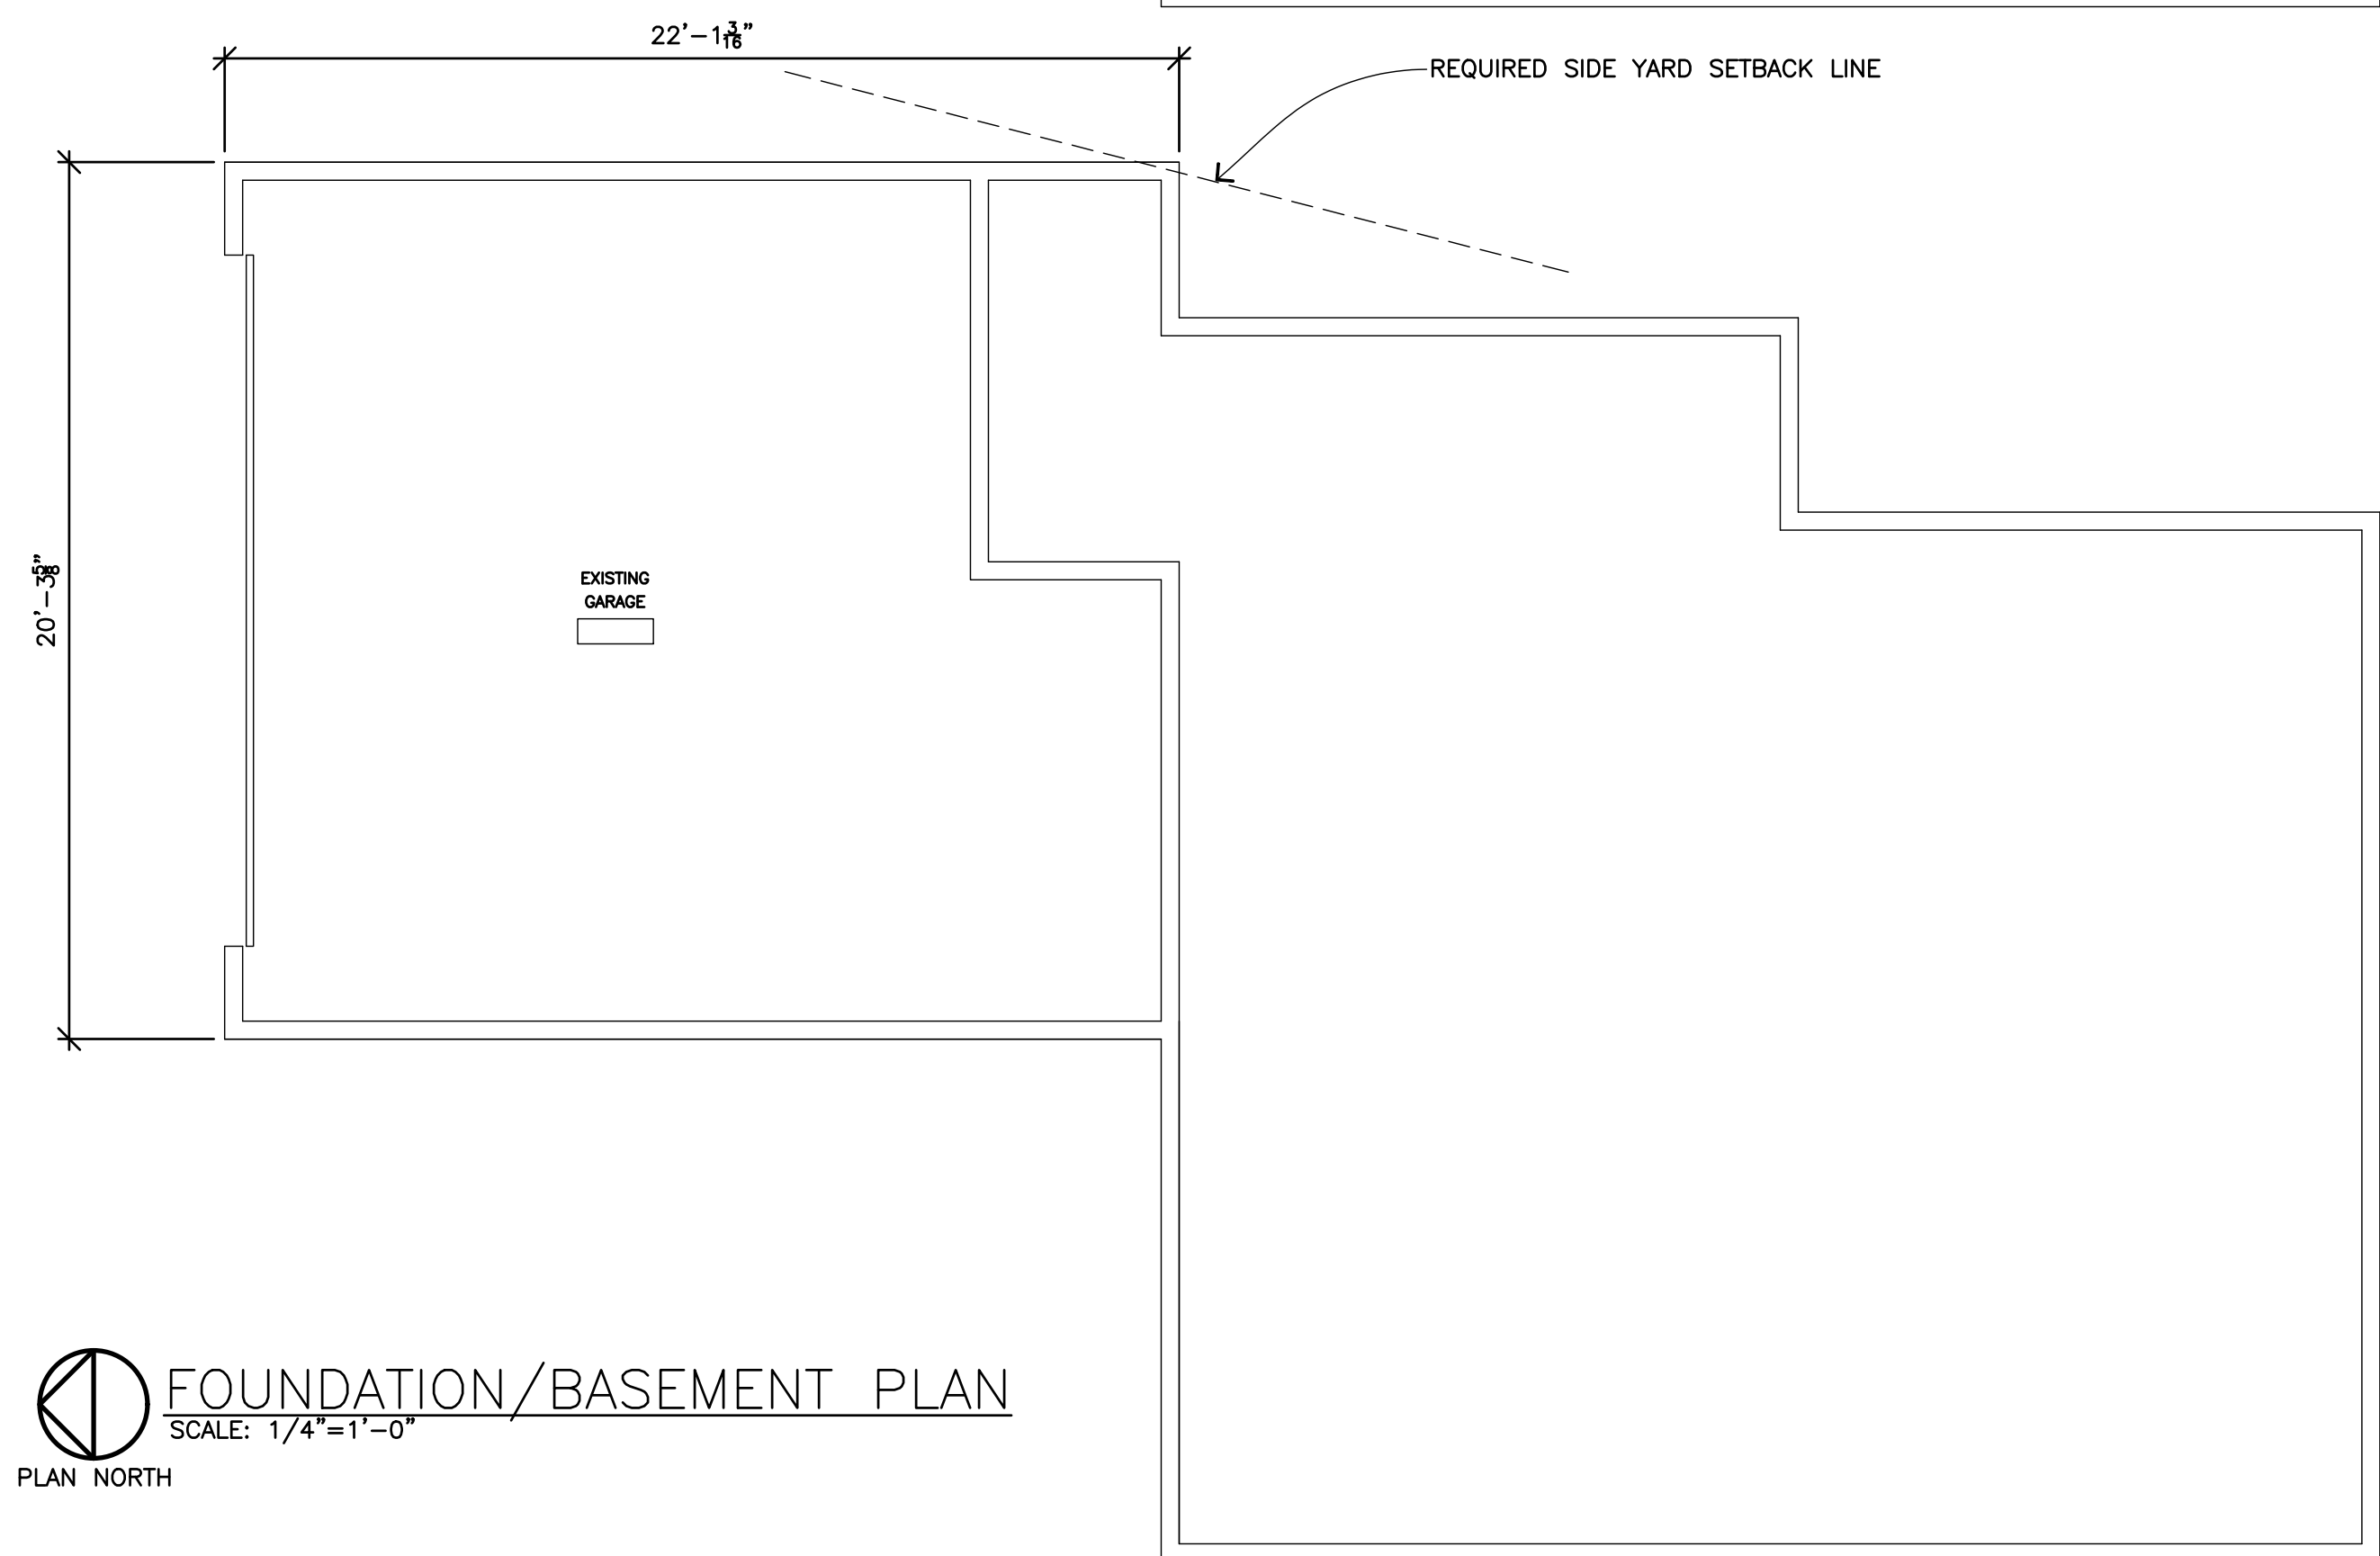 22'-1 3/16"
REQUIRED SIDE YARD SETBACK LINE
20'-3 5/8"
EXISTING
GARAGE
FOUNDATION/BASEMENT PLAN
SCALE: 1/4"=1'-0"
PLAN NORTH